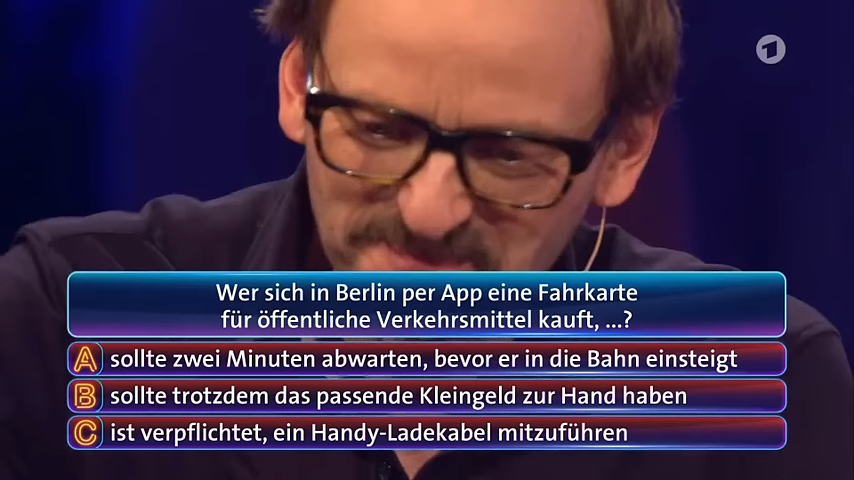 1
Wer sich in Berlin per App eine Fahrkarte
für öffentliche Verkehrsmittel kauft, ...?
A sollte zwei Minuten abwarten, bevor er in die Bahn einsteigt
B sollte trotzdem das passende Kleingeld zur Hand haben
C ist verpflichtet, ein Handy-Ladekabel mitzuführen